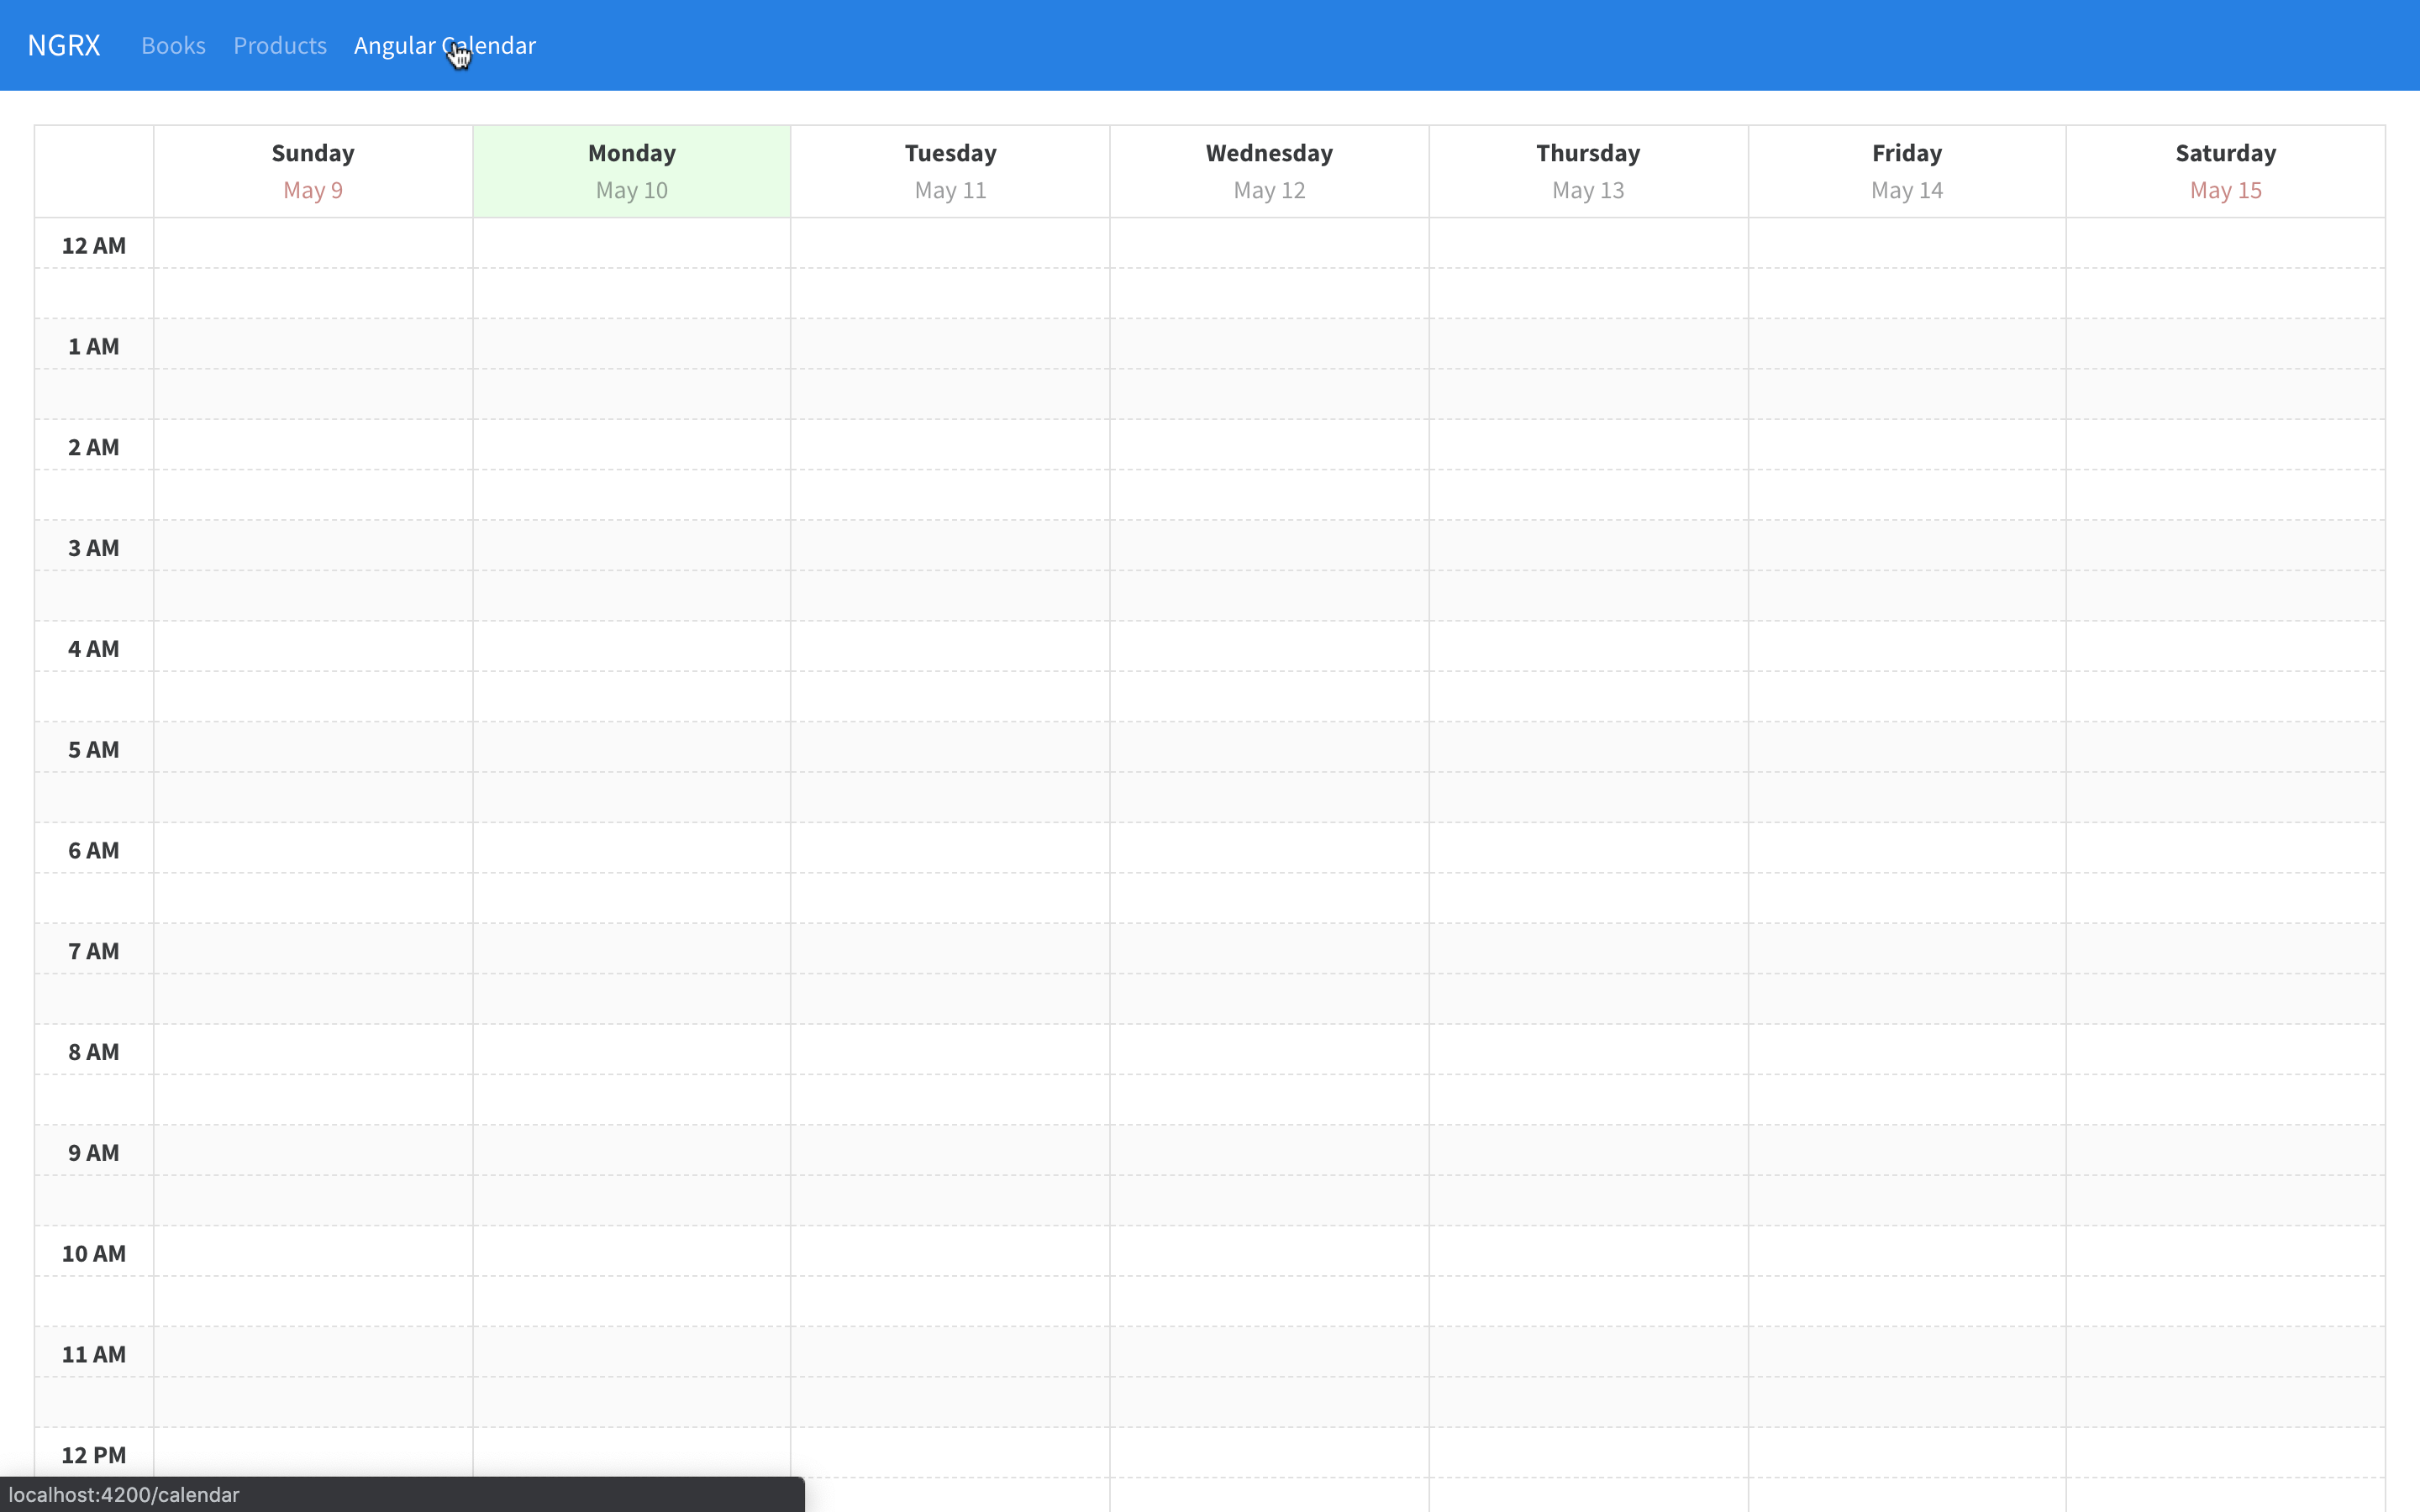 NGRX Books Products Angular Calendar
Sunday Monday Tuesday Wednesday Thursday Friday Saturday
May 9 May 10 May 11 May 12 May 13 May 14 May 15
12 AM
1 AM
2 AM
3 AM
4 AM
5 AM
6 AM
7 AM
8 AM
9 AM
10 AM
11 AM
12 PM
localhost:4200/calendar